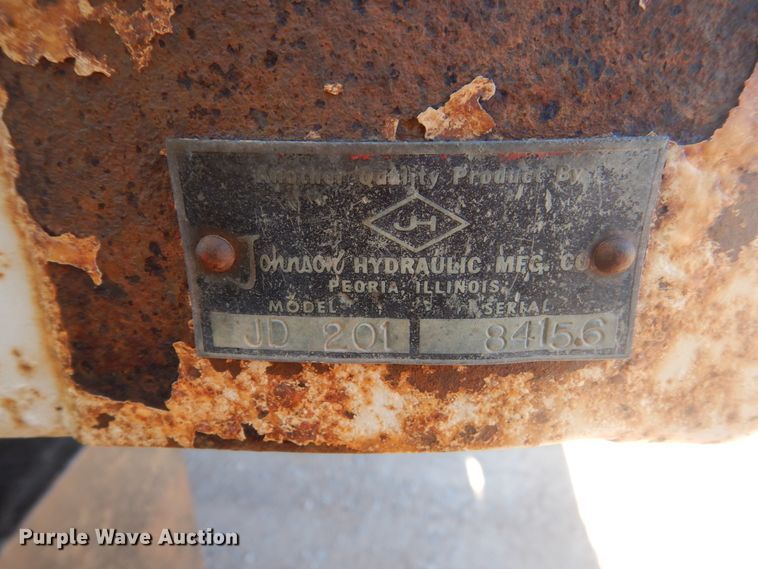 Another Quality Product By
JH
Johnson HYDRAULIC MFG. CO
PEORIA, ILLINOIS
MODEL SERIAL
JD 201 84156
Purple Wave Auction